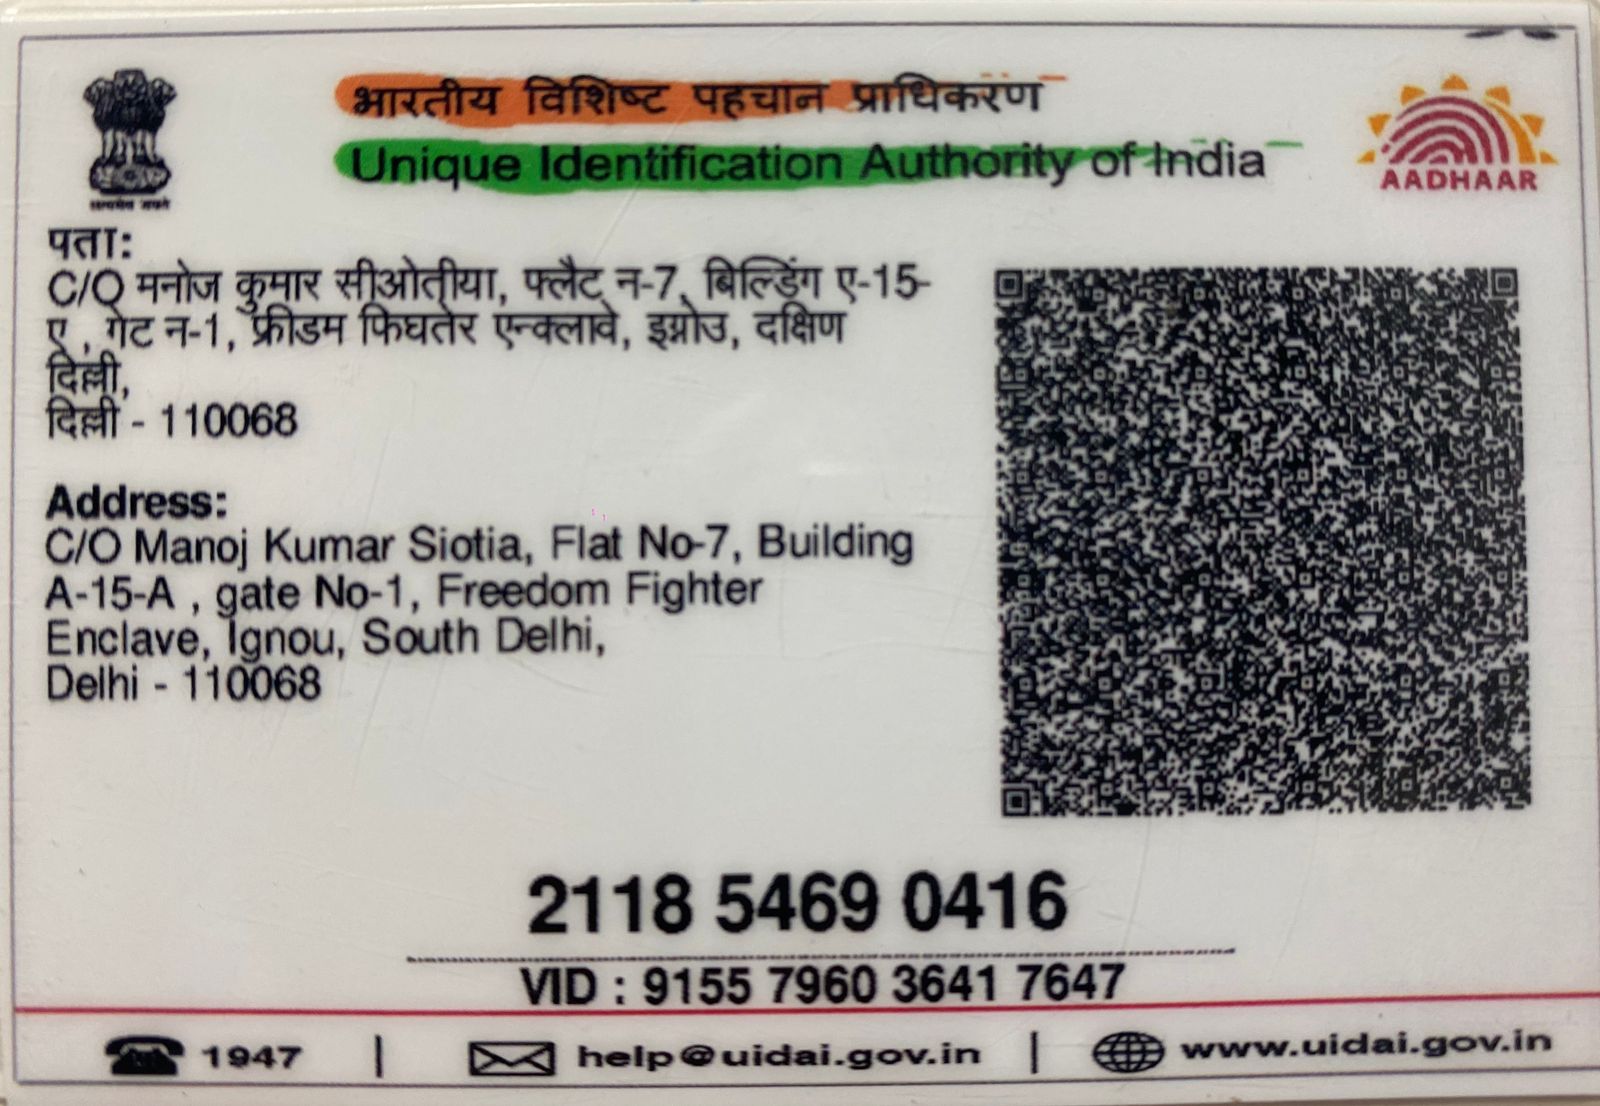 भारतीय विशिष्ट पहचान प्राधिकरण
Unique Identification Authority of India
AADHAAR
सत्यमेव जयते
पता:
C/O मनोज कुमार सीओतीया, फ्लैट न-7, बिल्डिंग ए-15-
ए , गेट न-1, फ्रीडम फिघतेर एन्क्लावे, इग्नोउ, दक्षिण
दिल्ली,
दिल्ली - 110068
Address:
C/O Manoj Kumar Siotia, Flat No-7, Building
A-15-A , gate No-1, Freedom Fighter
Enclave, Ignou, South Delhi,
Delhi - 110068
2118 5469 0416
VID : 9155 7960 3641 7647
1947 | help@uidai.gov.in | www.uidai.gov.in